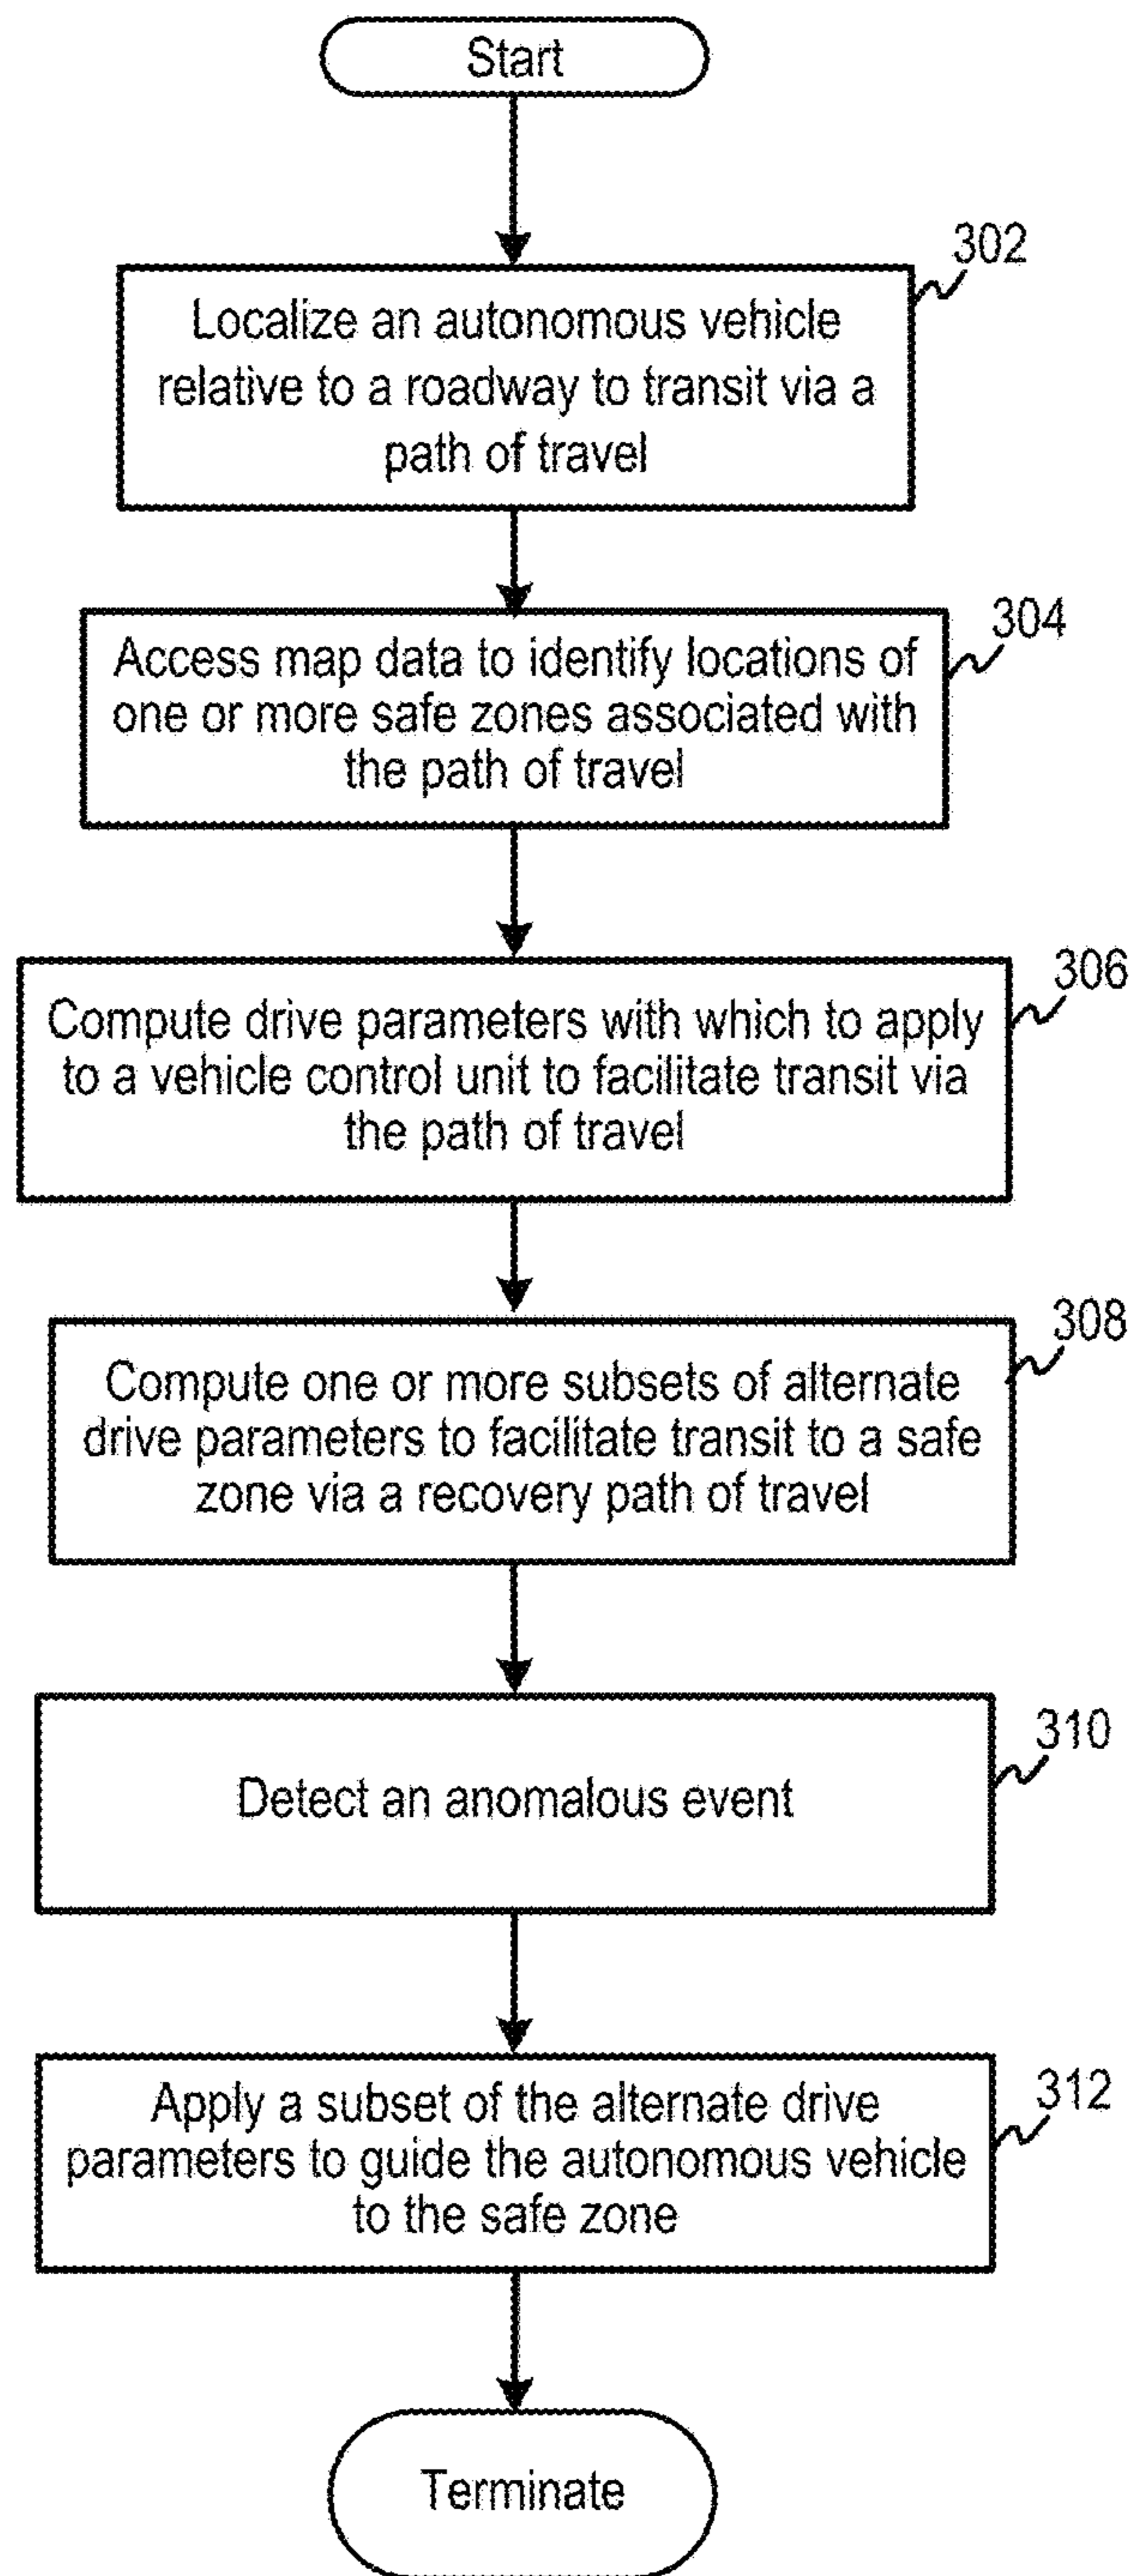 Start
302
Localize an autonomous vehicle
relative to a roadway to transit via a
path of travel
304
Access map data to identify locations of
one or more safe zones associated with
the path of travel
306
Compute drive parameters with which to apply
to a vehicle control unit to facilitate transit via
the path of travel
308
Compute one or more subsets of alternate
drive parameters to facilitate transit to a safe
zone via a recovery path of travel
310
Detect an anomalous event
312
Apply a subset of the alternate drive
parameters to guide the autonomous vehicle
to the safe zone
Terminate